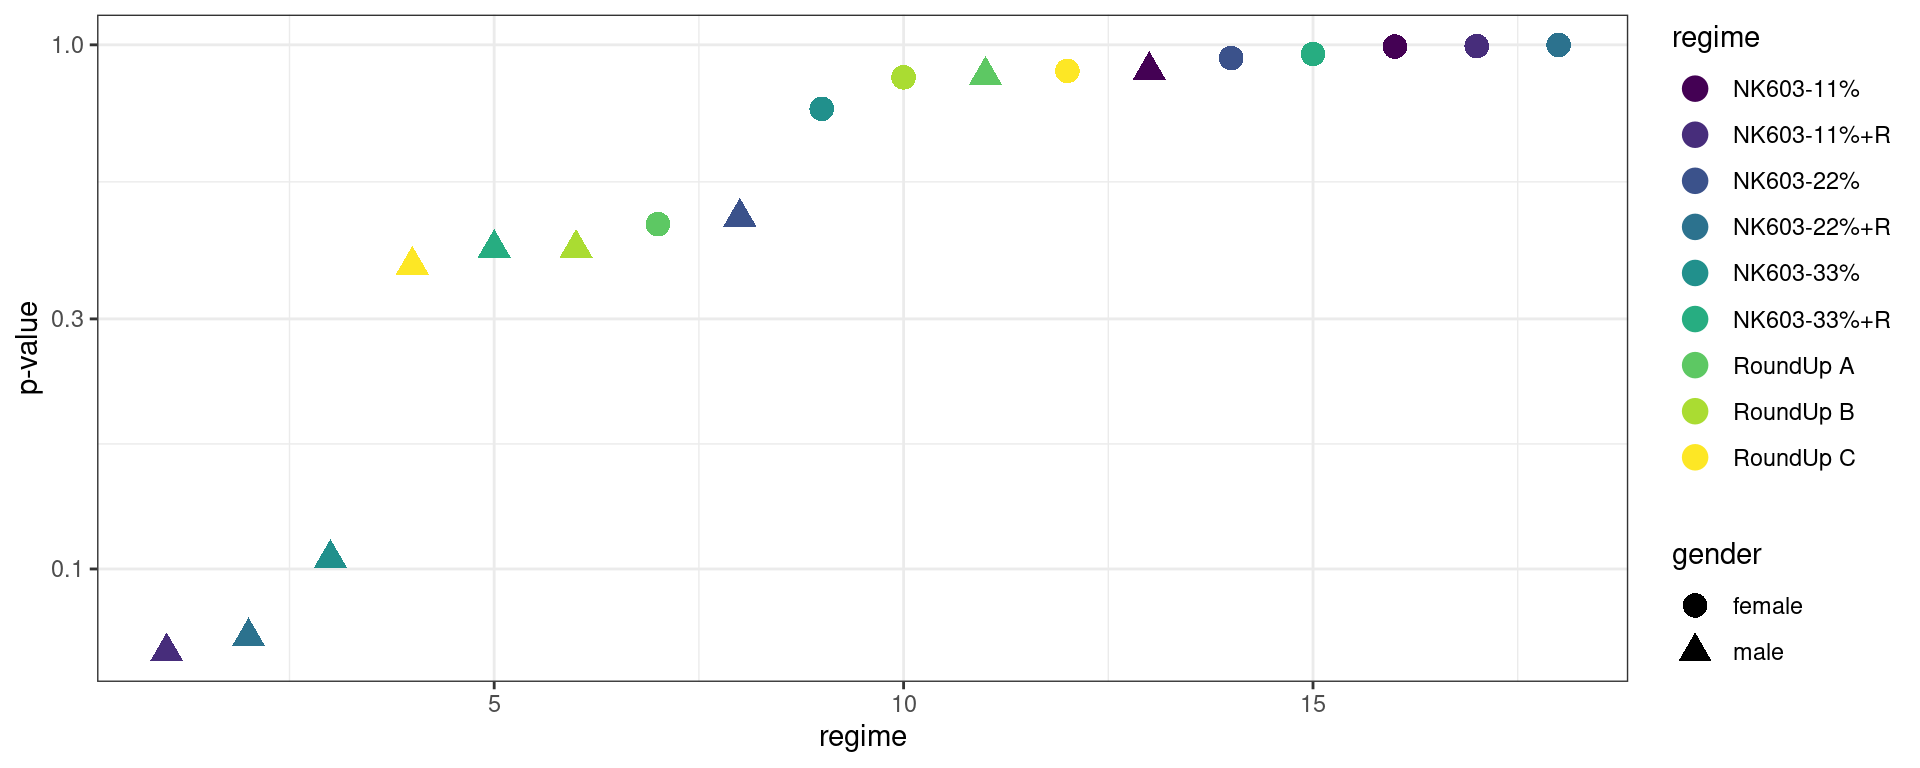 1.0
0.3
0.1
p-value
5
10
15
regime
regime
NK603-11%
NK603-11%+R
NK603-22%
NK603-22%+R
NK603-33%
NK603-33%+R
RoundUp A
RoundUp B
RoundUp C
gender
female
male